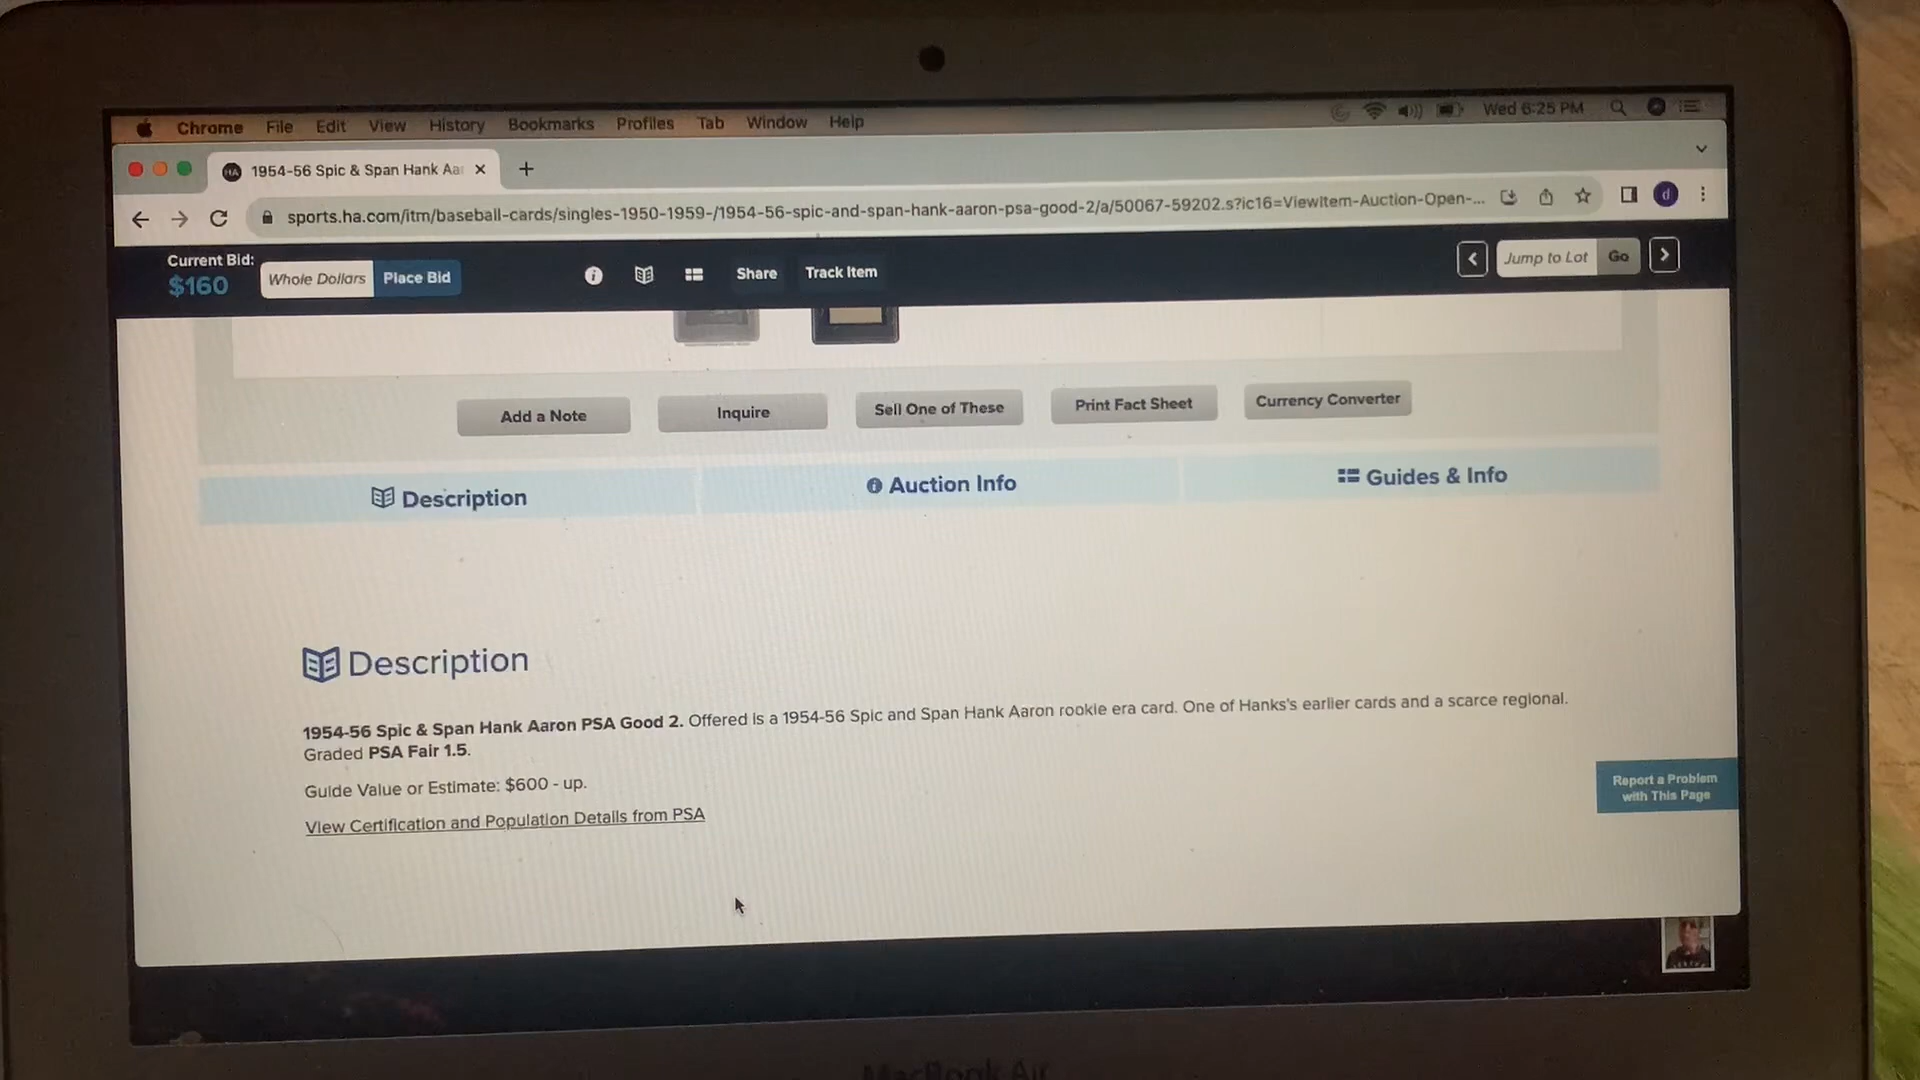 Chrome File Edit View History Bookmarks Profiles Tab Window Help Wed 6:25 PM
1954-56 Spic & Span Hank Aa
sports.ha.com/itm/baseball-cards/singles-1950-1959-/1954-56-spic-and-span-hank-aaron-psa-good-2/a/50067-59202.s?ic16=ViewItem-Auction-Open-... d
Current Bid:
$160
Whole Dollars Place Bid Share Track Item Jump to Lot Go
Add a Note Inquire Sell One of These Print Fact Sheet Currency Converter
Description Auction Info Guides & Info
Description
1954-56 Spic & Span Hank Aaron PSA Good 2. Offered is a 1954-56 Spic and Span Hank Aaron rookie era card. One of Hanks's earlier cards and a scarce regional.
Graded PSA Fair 1.5.
Guide Value or Estimate: $600 - up.
View Certification and Population Details from PSA
Report a Problem
with This Page
MacBook Air